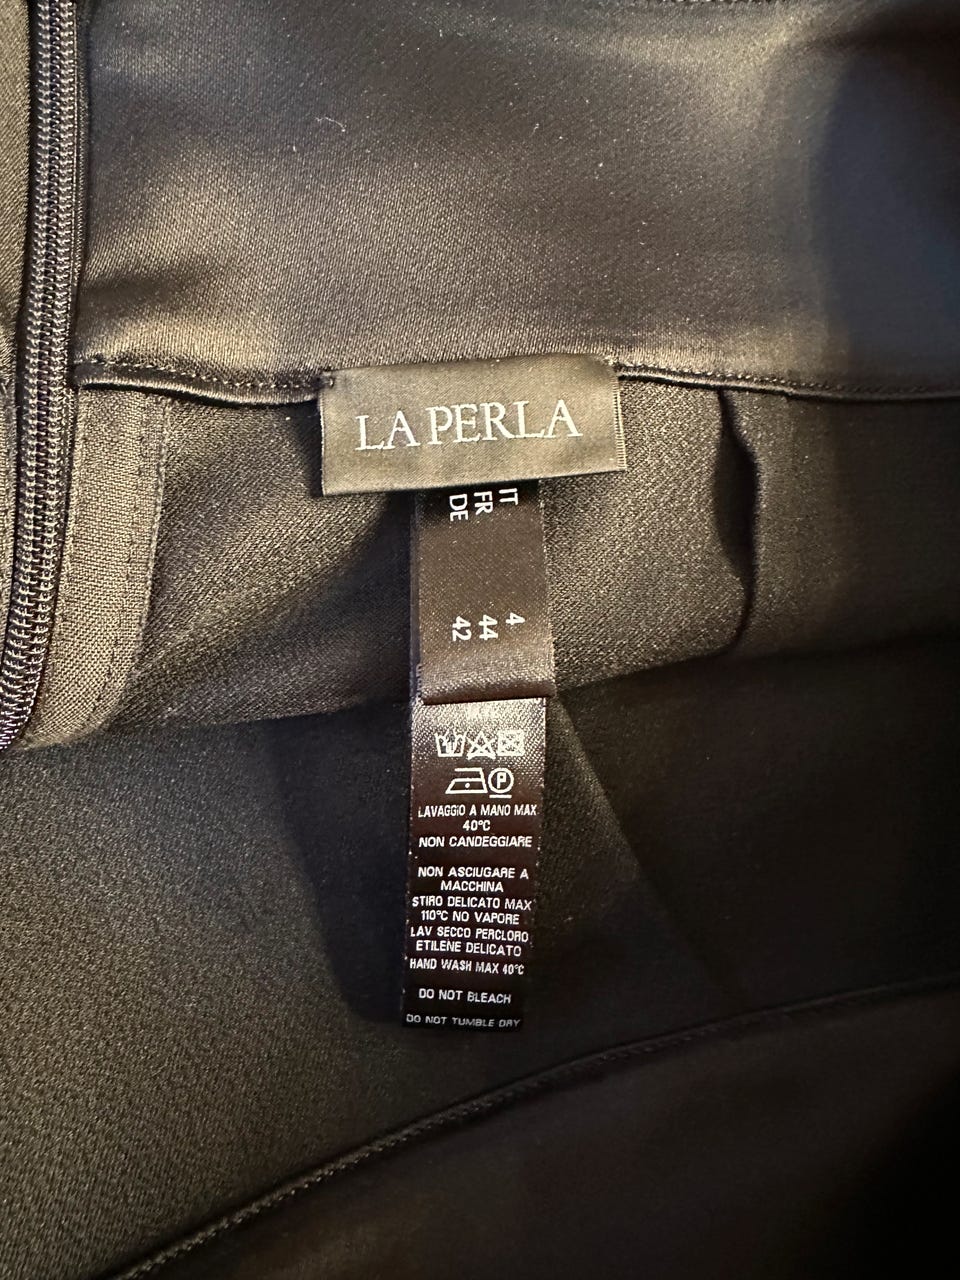 LA PERLA
IT 4
FR 44
DE 42
P
LAVAGGIO A MANO MAX
40°C
NON CANDEGGIARE
NON ASCIUGARE A
MACCHINA
STIRO DELICATO MAX
110°C NO VAPORE
LAV SECCO PERCLORO
ETILENE DELICATO
HAND WASH MAX 40°C
DO NOT BLEACH
DO NOT TUMBLE DRY